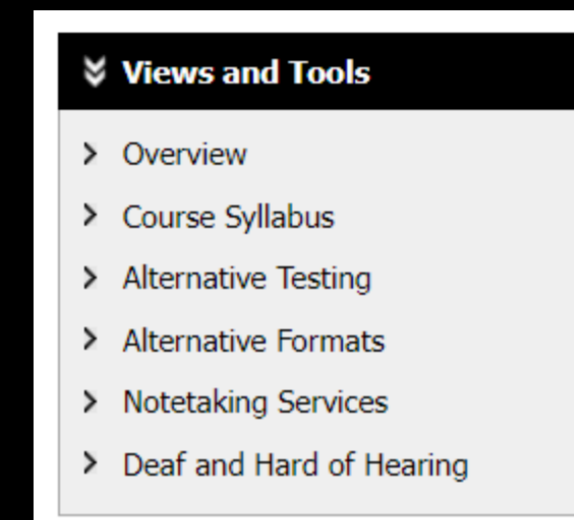 Views and Tools
Overview
Course Syllabus
Alternative Testing
Alternative Formats
Notetaking Services
Deaf and Hard of Hearing